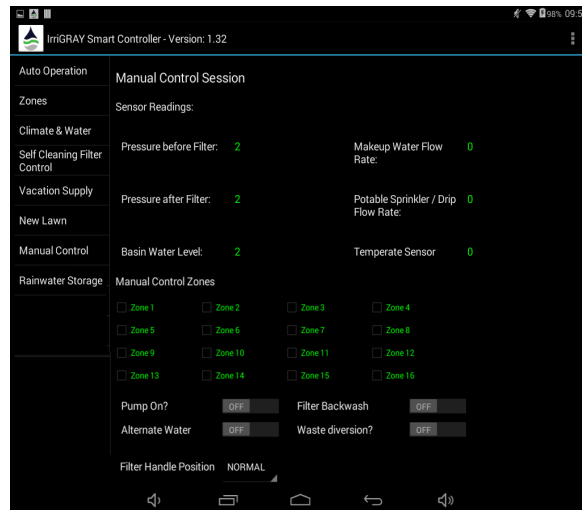 98% 09:5
IrriGRAY Smart Controller - Version: 1.32
Auto Operation
Zones
Climate & Water
Self Cleaning Filter
Control
Vacation Supply
New Lawn
Manual Control
Rainwater Storage
Manual Control Session
Sensor Readings:
Pressure before Filter: 2
Makeup Water Flow
Rate: 0
Pressure after Filter: 2
Potable Sprinkler / Drip
Flow Rate: 0
Basin Water Level: 2
Temperate Sensor 0
Manual Control Zones
Zone 1 Zone 2 Zone 3 Zone 4
Zone 5 Zone 6 Zone 7 Zone 8
Zone 9 Zone 10 Zone 11 Zone 12
Zone 13 Zone 14 Zone 15 Zone 16
Pump On? OFF Filter Backwash OFF
Alternate Water OFF Waste diversion? OFF
Filter Handle Position NORMAL